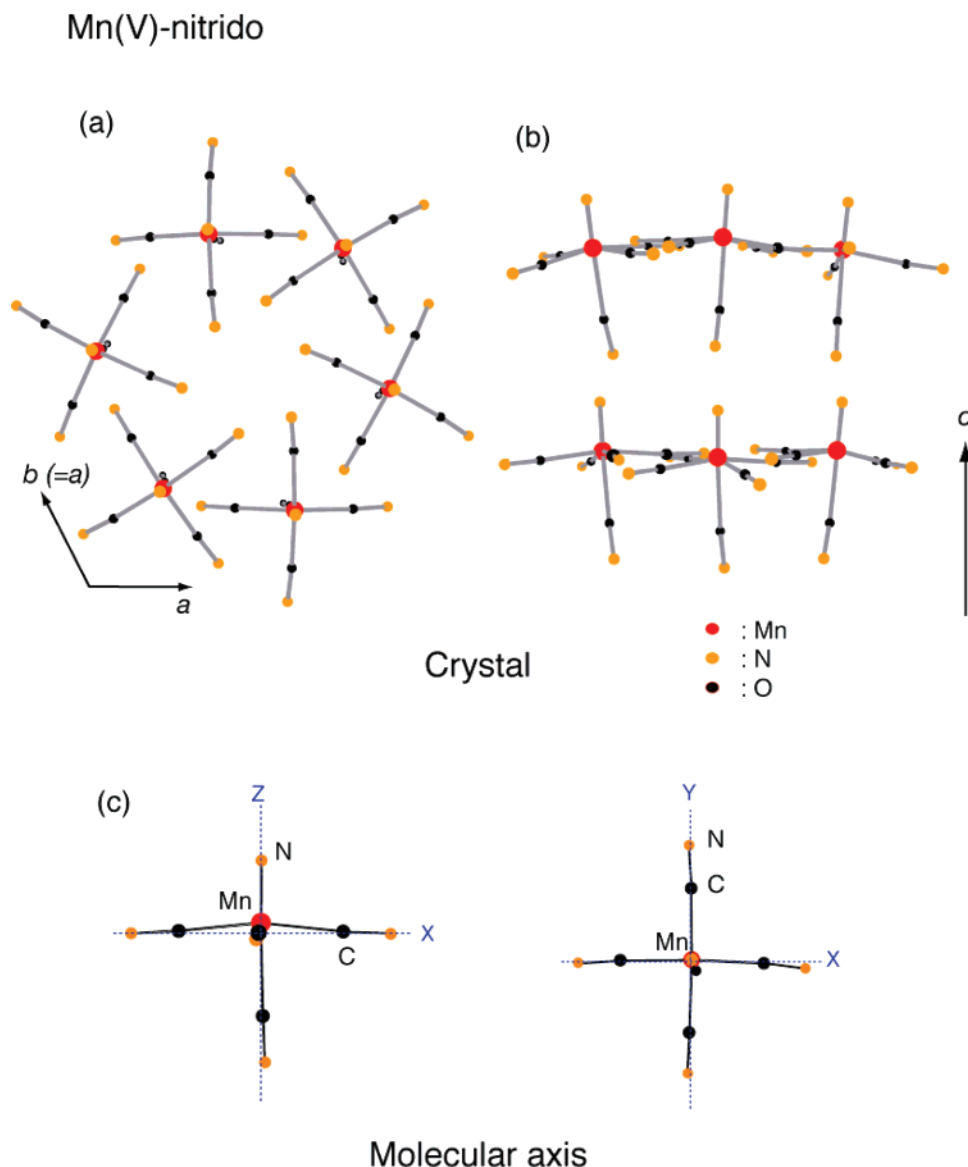 Mn(V)-nitrido
(a)
(b)
b (=a)
a
c
: Mn
: N
: O
Crystal
(c)
Z
N
Mn
X
C
Y
N
C
Mn
X
Molecular axis